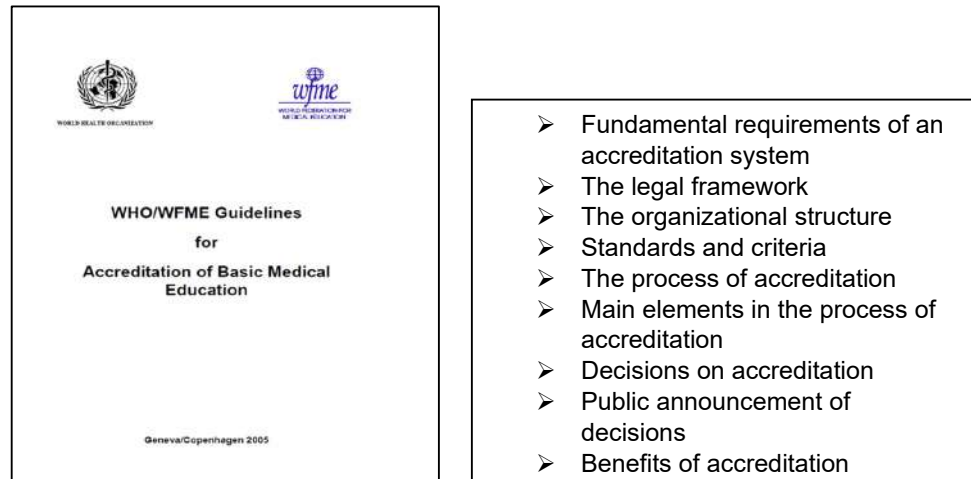 WORLD HEALTH ORGANIZATION
wfme
WORLD FEDERATION FOR
MEDICAL EDUCATION
WHO/WFME Guidelines
for
Accreditation of Basic Medical
Education
Geneva/Copenhagen 2005
➢ Fundamental requirements of an
accreditation system
➢ The legal framework
➢ The organizational structure
➢ Standards and criteria
➢ The process of accreditation
➢ Main elements in the process of
accreditation
➢ Decisions on accreditation
➢ Public announcement of
decisions
➢ Benefits of accreditation